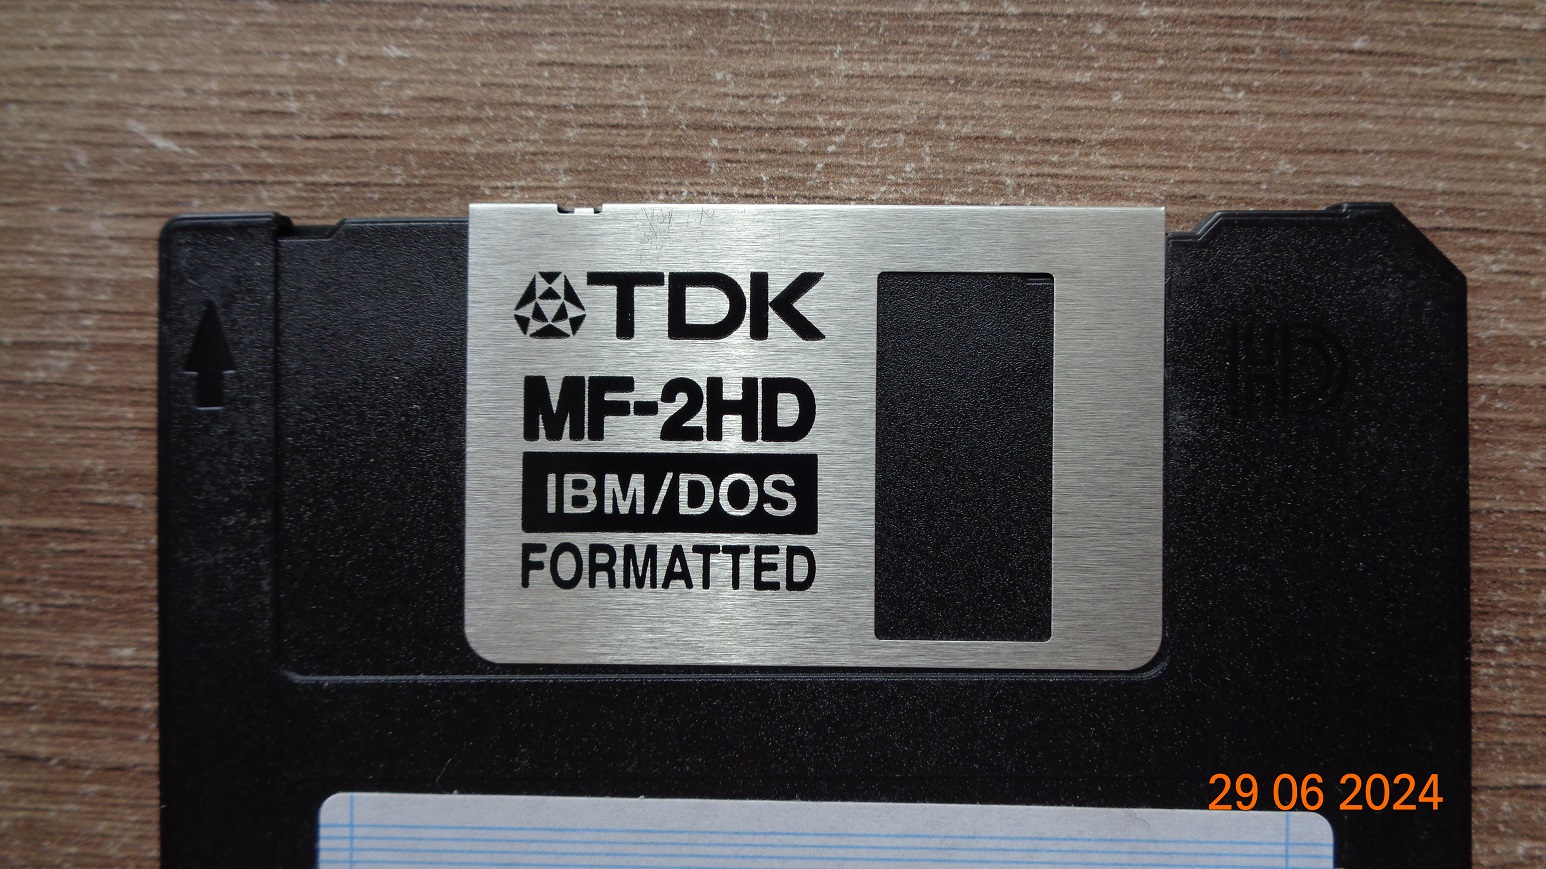 TDK
HD
MF-2HD
IBM/DOS
FORMATTED
29 06 2024